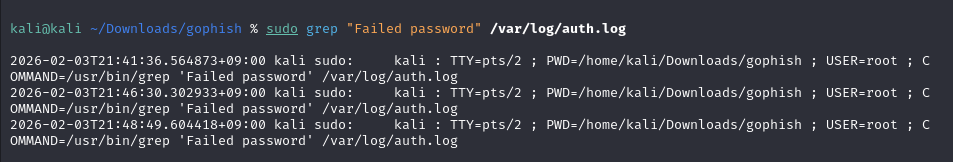 kali@kali ~/Downloads/gophish % sudo grep "Failed password" /var/log/auth.log
2026-02-03T21:41:36.564873+09:00 kali sudo:     kali : TTY=pts/2 ; PWD=/home/kali/Downloads/gophish ; USER=root ; C
OMMAND=/usr/bin/grep 'Failed password' /var/log/auth.log
2026-02-03T21:46:30.302933+09:00 kali sudo:     kali : TTY=pts/2 ; PWD=/home/kali/Downloads/gophish ; USER=root ; C
OMMAND=/usr/bin/grep 'Failed password' /var/log/auth.log
2026-02-03T21:48:49.604418+09:00 kali sudo:     kali : TTY=pts/2 ; PWD=/home/kali/Downloads/gophish ; USER=root ; C
OMMAND=/usr/bin/grep 'Failed password' /var/log/auth.log